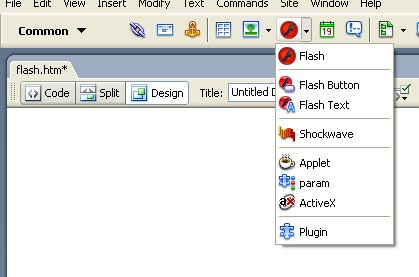 File View Insert Modify Text Commands Site Window Help
Common
19
Flash
flash.htm*
Flash Button
Code Split Design Title: Untitled D
Flash Text
Shockwave
Applet
param
ActiveX
Plugin